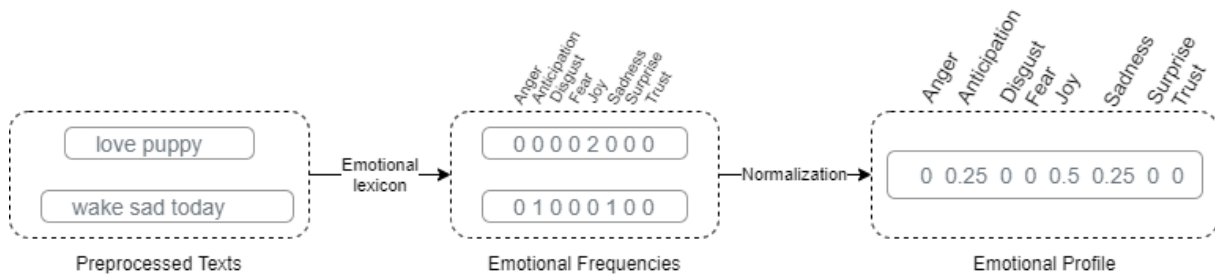 Anger
Anticipation
Disgust
Fear
Joy
Sadness
Surprise
Trust
Anger
Anticipation
Disgust
Fear
Joy
Sadness
Surprise
Trust
love puppy
wake sad today
Emotional
lexicon
0 0 0 0 2 0 0 0
0 1 0 0 0 1 0 0
Normalization
0 0.25 0 0 0.5 0.25 0 0
Preprocessed Texts
Emotional Frequencies
Emotional Profile